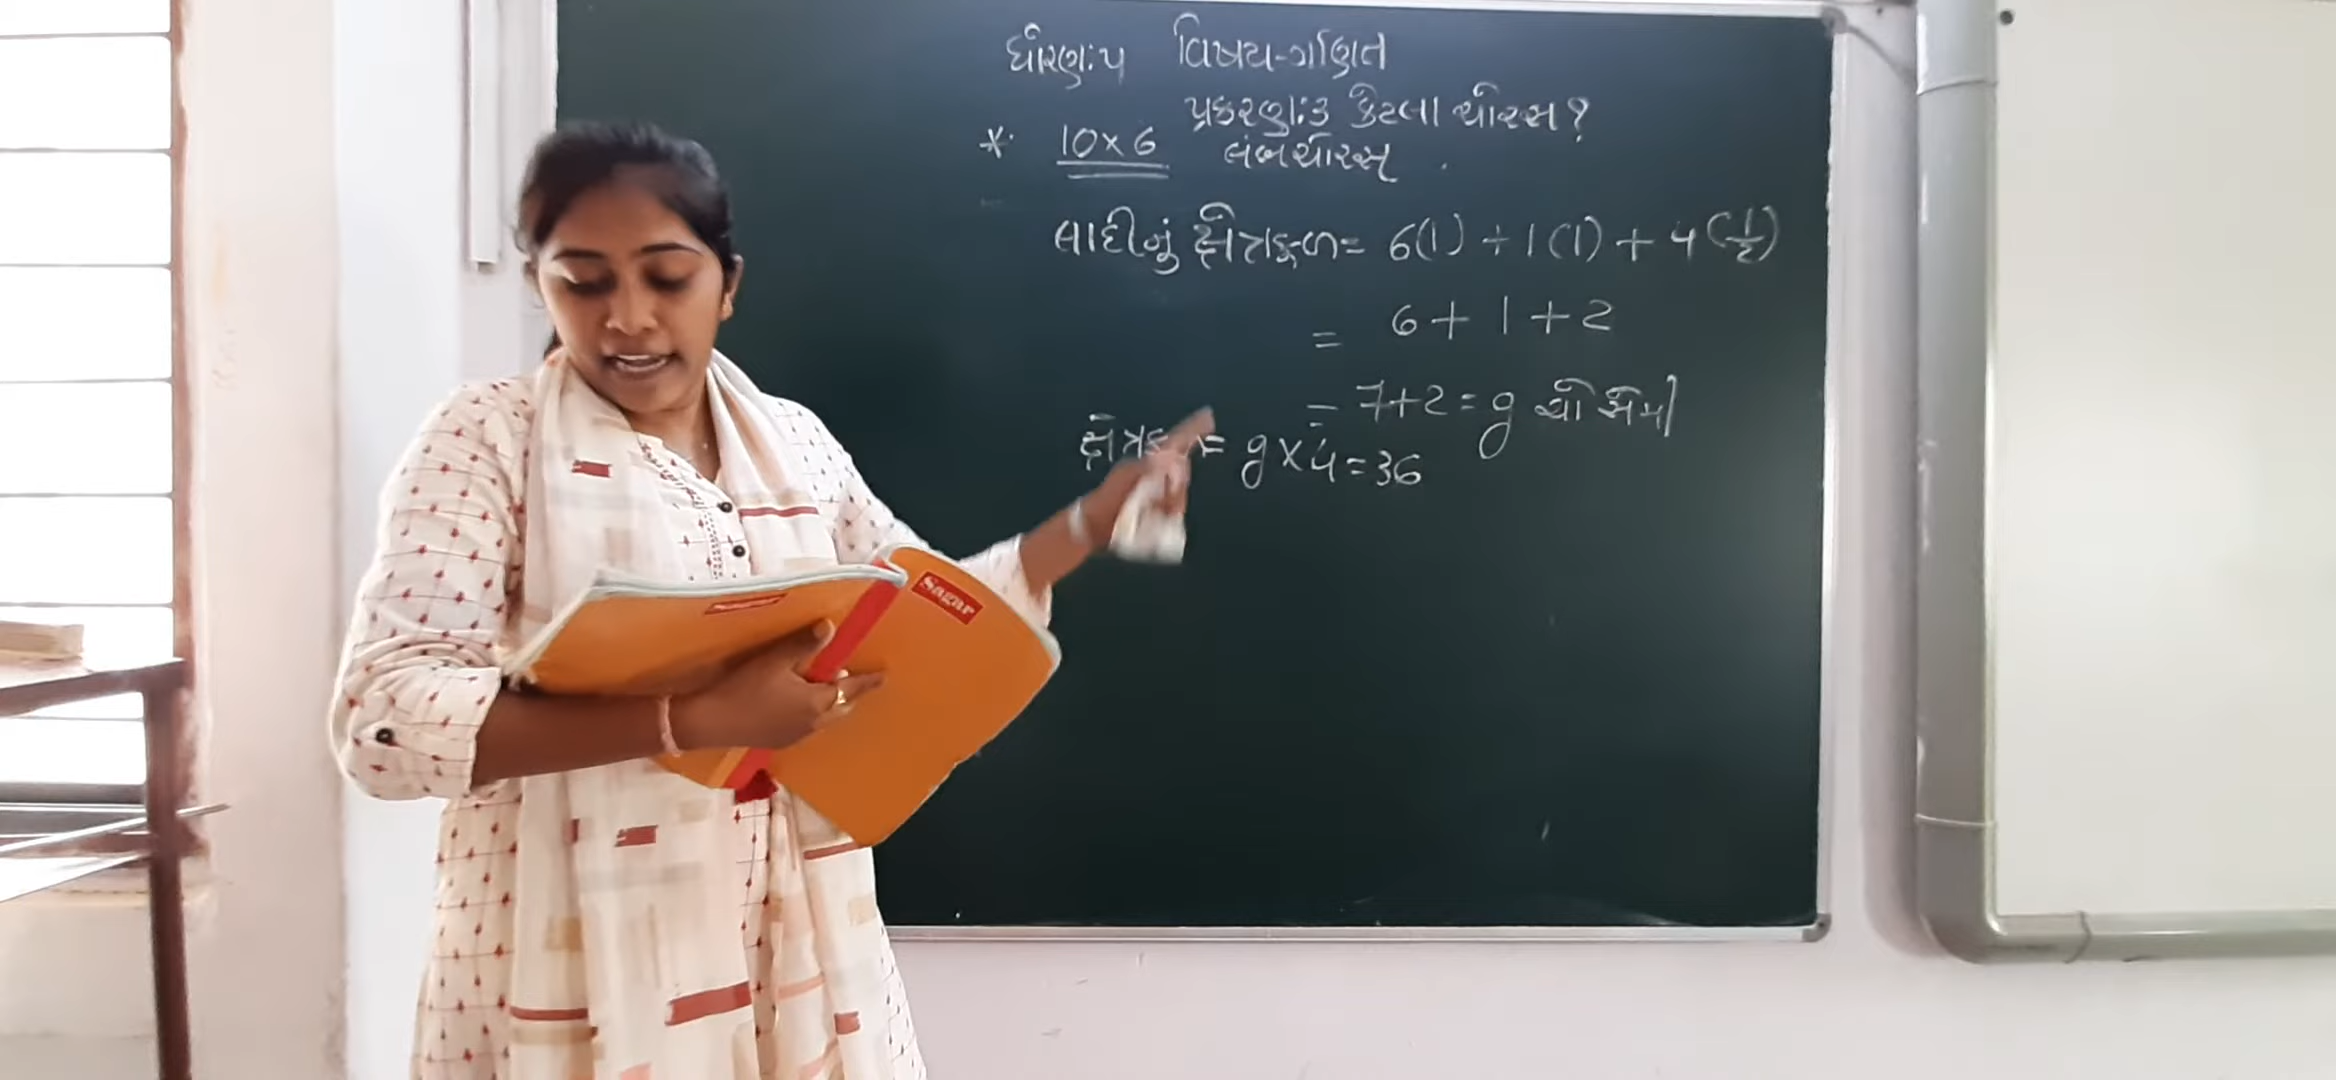 ધોરણ:૫ વિષય-ગણિત
પ્રકરણ:૩ કેટલા ચોરસ?
* 10×6 લંબચોરસ
લાદીનું ક્ષેત્રફળ= 6(1) + 1(1) + 4(1/2)
= 6 + 1 + 2
= 7+2 = 9 ચો સેમી
ક્ષેત્રફળ= 9×4=36
Sagar